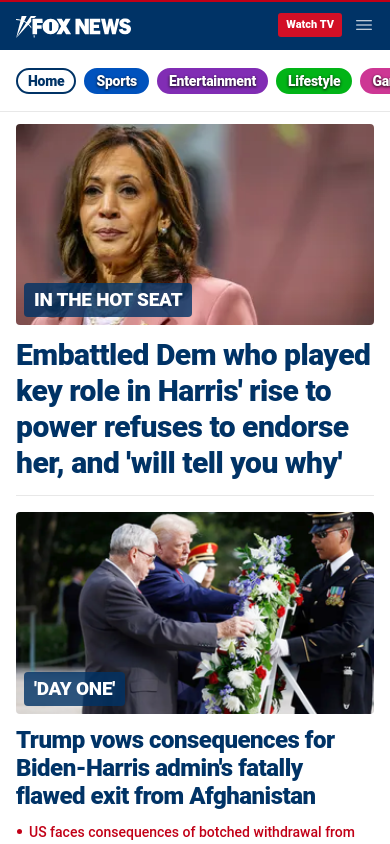 FOX NEWS
Watch TV
Home
Sports
Entertainment
Lifestyle
Ga
IN THE HOT SEAT
Embattled Dem who played
key role in Harris' rise to
power refuses to endorse
her, and 'will tell you why'
'DAY ONE'
Trump vows consequences for
Biden-Harris admin's fatally
flawed exit from Afghanistan
• US faces consequences of botched withdrawal from